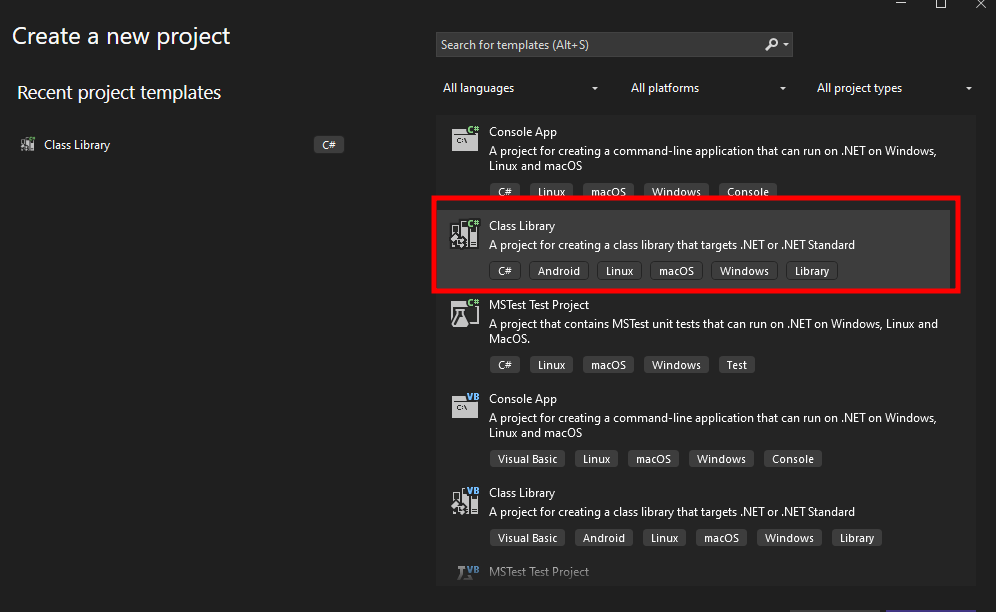 Create a new project
Search for templates (Alt+S)
Recent project templates
All languages
All platforms
All project types
Class Library
C#
C#
C:\
Console App
A project for creating a command-line application that can run on .NET on Windows,
Linux and macOS
C# Linux macOS Windows Console
C#
Class Library
A project for creating a class library that targets .NET or .NET Standard
C# Android Linux macOS Windows Library
C#
MSTest Test Project
A project that contains MSTest unit tests that can run on .NET on Windows, Linux and
MacOS.
C# Linux macOS Windows Test
VB
C:\
Console App
A project for creating a command-line application that can run on .NET on Windows,
Linux and macOS
Visual Basic Linux macOS Windows Console
VB
Class Library
A project for creating a class library that targets .NET or .NET Standard
Visual Basic Android Linux macOS Windows Library
VB
MSTest Test Project